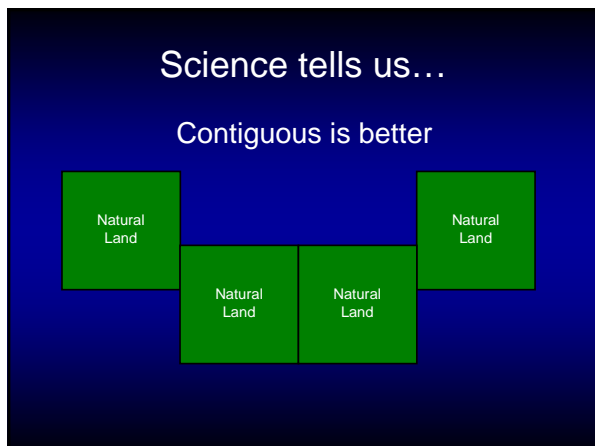 Science tells us…
Contiguous is better
Natural
Land
Natural
Land
Natural
Land
Natural
Land